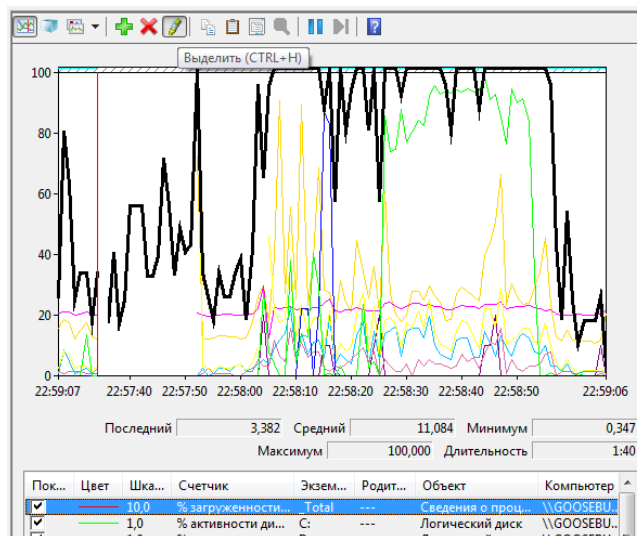 Выделить (CTRL+H)
100
80
60
40
20
0
22:59:07 22:57:40 22:57:50 22:58:00 22:58:10 22:58:20 22:58:30 22:58:40 22:58:50 22:59:06
Последний 3,382 Средний 11,084 Минимум 0,347
Максимум 100,000 Длительность 1:40
Пок... Цвет Шка... Счетчик Экзем... Родит... Объект Компьютер
10,0 % загруженности... _Total --- Сведения о проц... \\GOOSEBU...
1,0 % активности ди... C: --- Логический диск \\GOOSEBU...